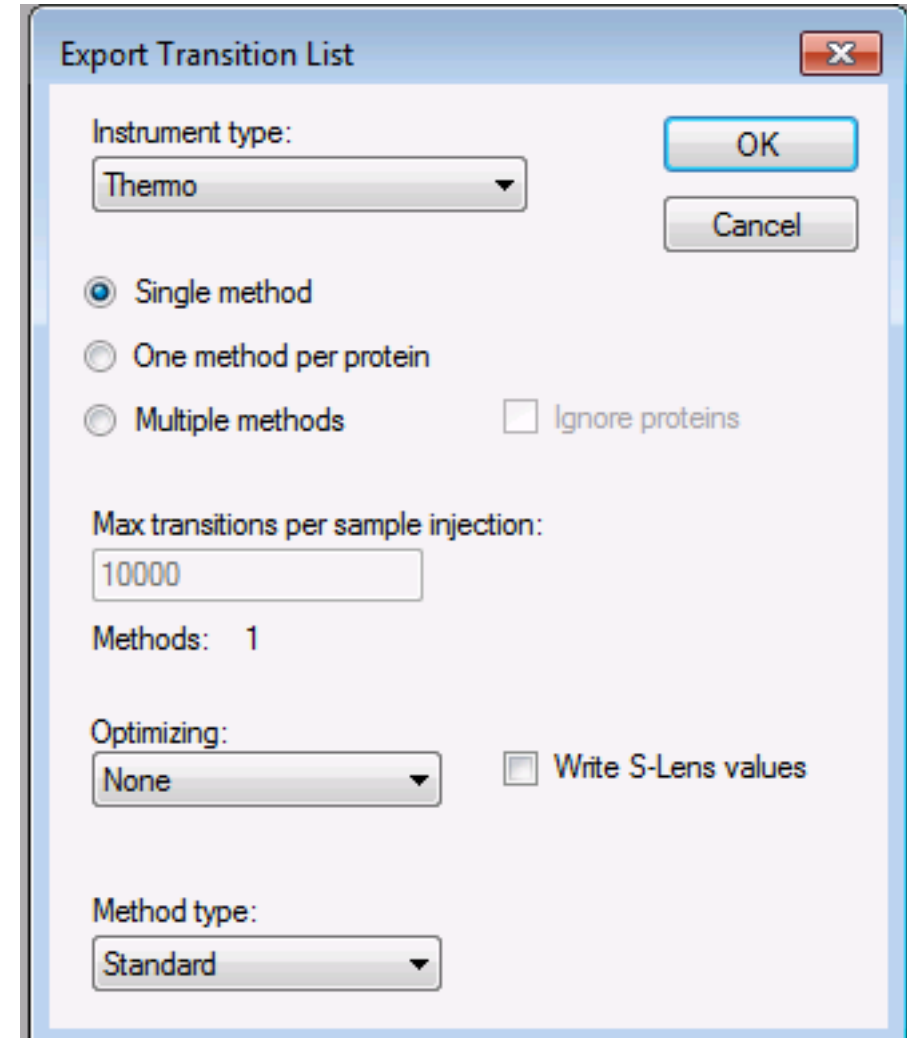 Export Transition List
Instrument type:
Thermo
OK
Cancel
Single method
One method per protein
Multiple methods
Ignore proteins
Max transitions per sample injection:
10000
Methods: 1
Optimizing:
None
Write S-Lens values
Method type:
Standard